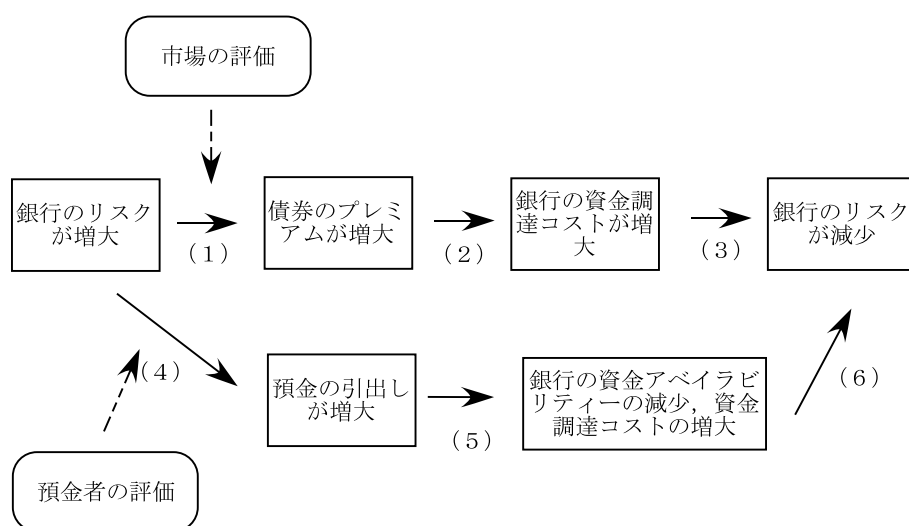 市場の評価
銀行のリスク
が増大
(1)
債券のプレミ
アムが増大
(2)
銀行の資金調
達コストが増
大
(3)
銀行のリスク
が減少
(4)
預金の引出し
が増大
(5)
銀行の資金アベイラビ
リティーの減少，資金
調達コストの増大
(6)
預金者の評価